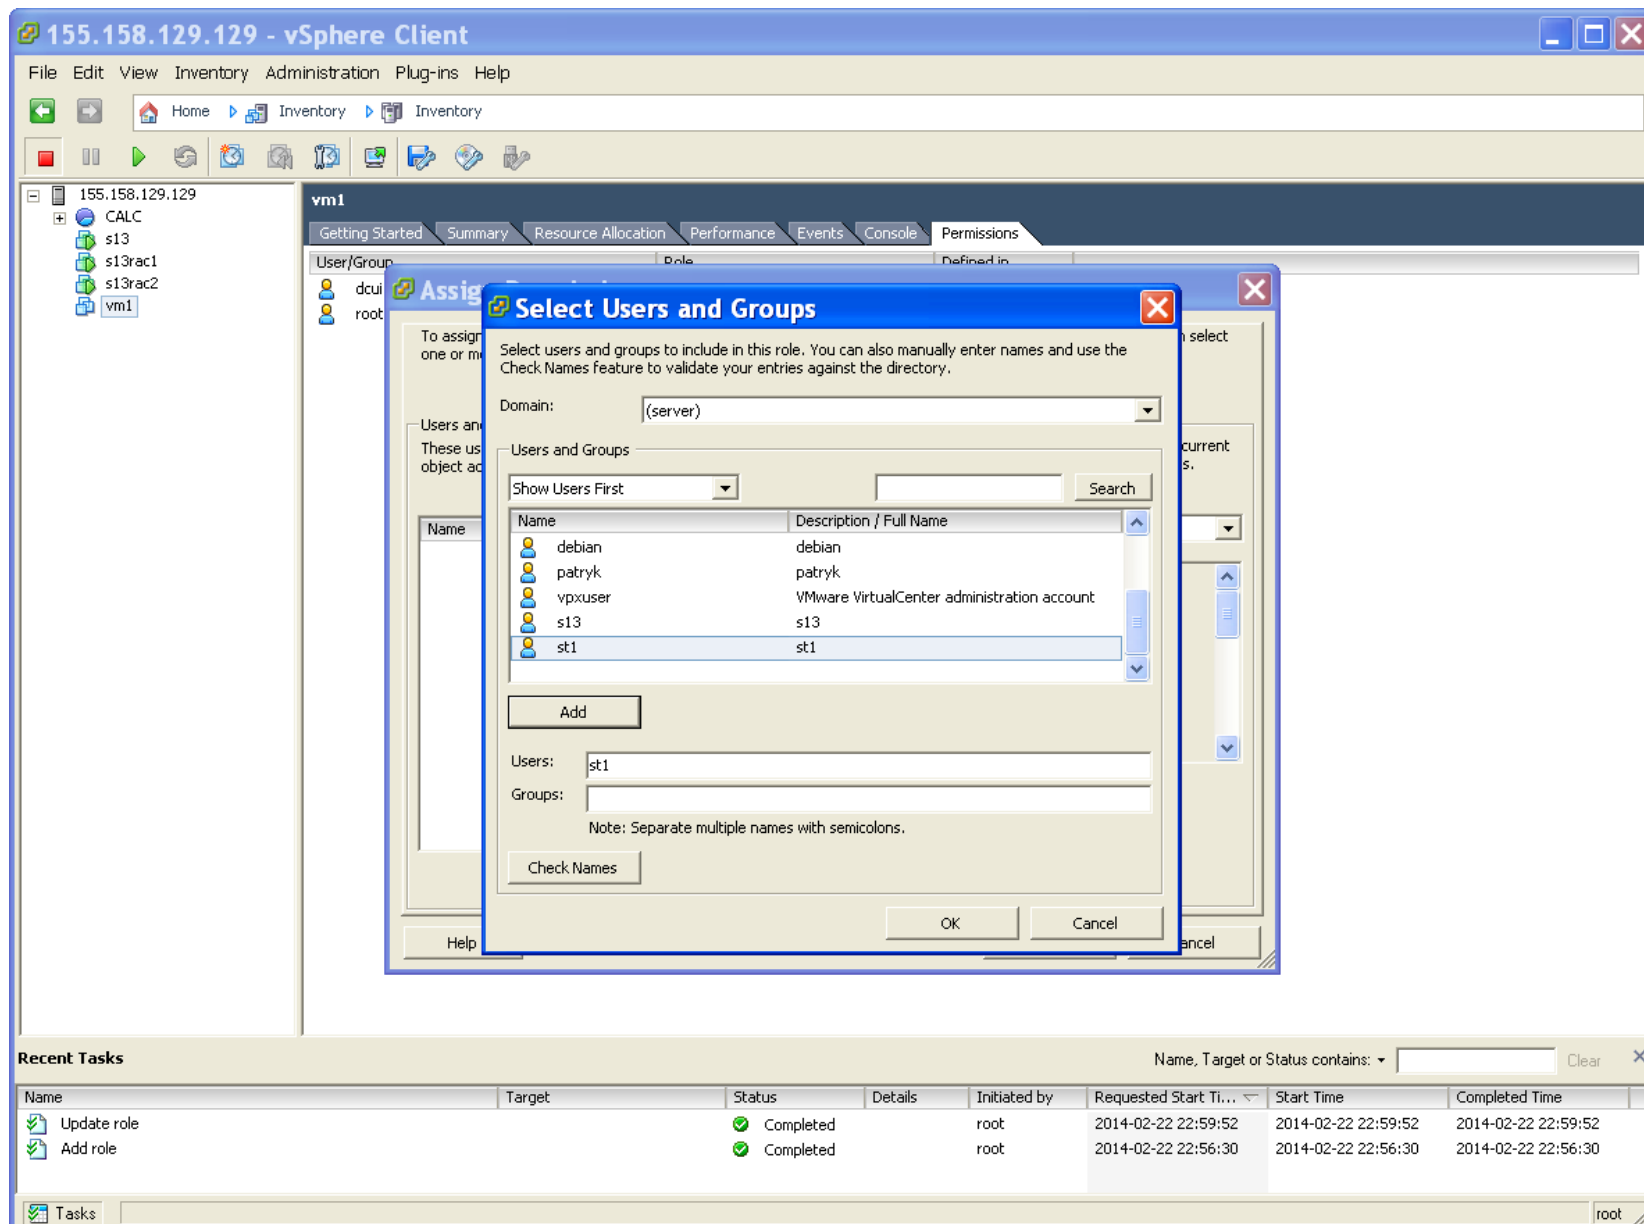 155.158.129.129 - vSphere Client
File Edit View Inventory Administration Plug-ins Help
Home Inventory Inventory
155.158.129.129
CALC
s13
s13rac1
s13rac2
vm1
vm1
Getting Started Summary Resource Allocation Performance Events Console Permissions
User/Group Role Defined in
dcui
root
Assig
To assign select
one or
Users and
These current
object s.
Name
Help ancel
Select Users and Groups
Select users and groups to include in this role. You can also manually enter names and use the
Check Names feature to validate your entries against the directory.
Domain: (server)
Users and Groups
Show Users First Search
Name Description / Full Name
debian debian
patryk patryk
vpxuser VMware VirtualCenter administration account
s13 s13
st1 st1
Add
Users: st1
Groups:
Note: Separate multiple names with semicolons.
Check Names
OK Cancel
Recent Tasks Name, Target or Status contains: Clear
Name Target Status Details Initiated by Requested Start Ti... Start Time Completed Time
Update role Completed root 2014-02-22 22:59:52 2014-02-22 22:59:52 2014-02-22 22:59:52
Add role Completed root 2014-02-22 22:56:30 2014-02-22 22:56:30 2014-02-22 22:56:30
Tasks root